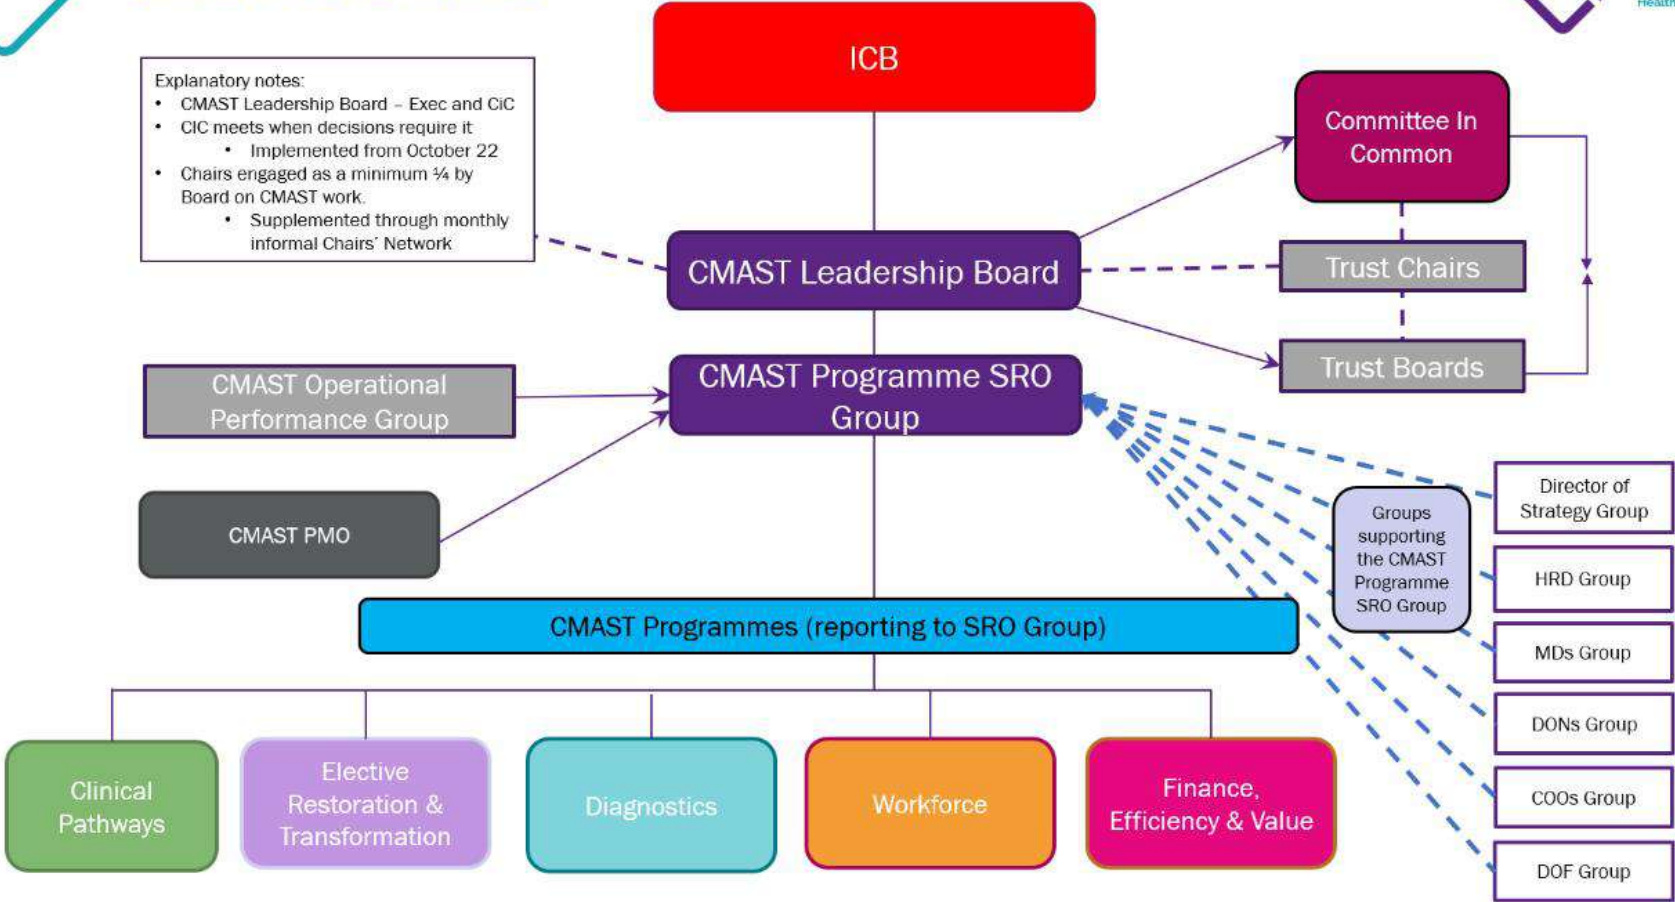 Health
ICB
Explanatory notes:
• CMAST Leadership Board – Exec and CiC
• CIC meets when decisions require it
• Implemented from October 22
• Chairs engaged as a minimum ¼ by
Board on CMAST work.
• Supplemented through monthly
informal Chairs' Network
Committee In
Common
CMAST Leadership Board
Trust Chairs
Trust Boards
CMAST Operational
Performance Group
CMAST Programme SRO
Group
CMAST PMO
Groups
supporting
the CMAST
Programme
SRO Group
Director of
Strategy Group
HRD Group
MDs Group
DONs Group
COOs Group
DOF Group
CMAST Programmes (reporting to SRO Group)
Clinical
Pathways
Elective
Restoration &
Transformation
Diagnostics
Workforce
Finance,
Efficiency & Value